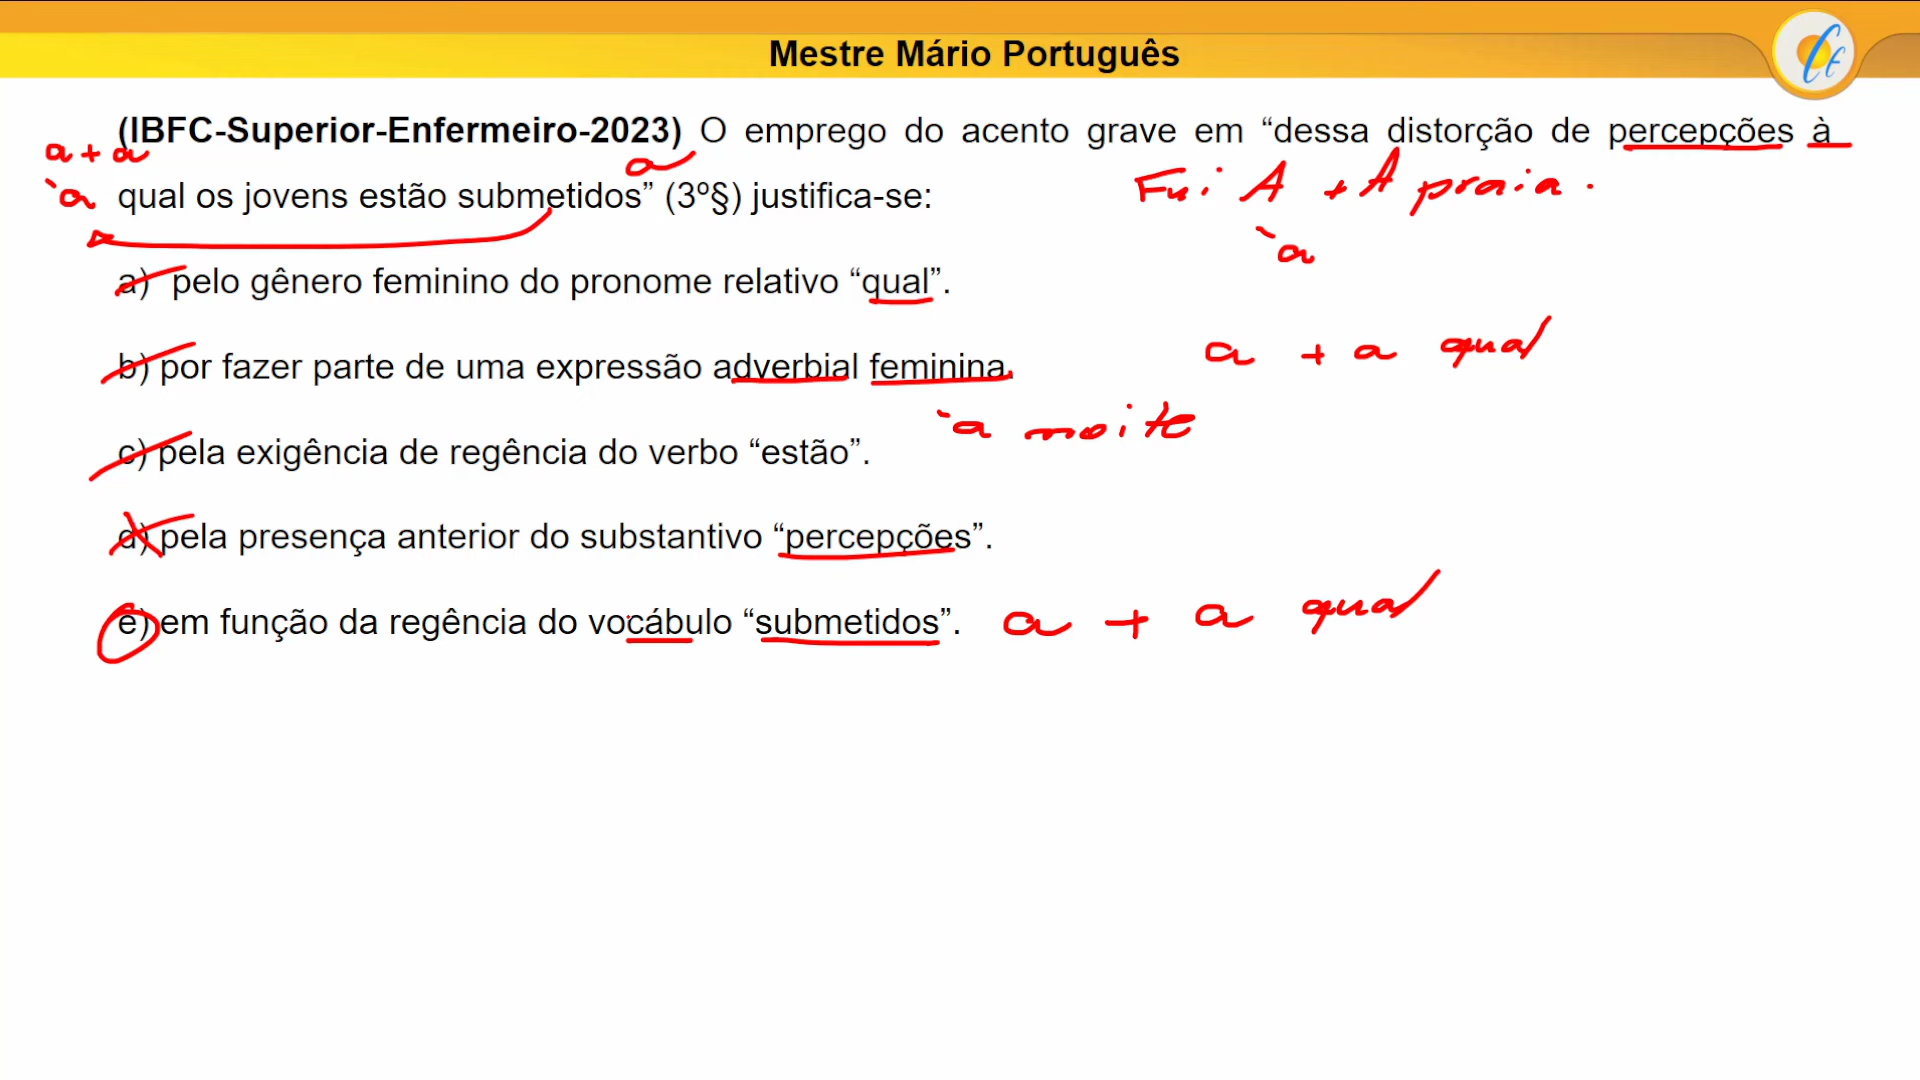 Mestre Mário Português
(IBFC-Superior-Enfermeiro-2023) O emprego do acento grave em “dessa distorção de percepções à
a + a
qual os jovens estão submetidos” (3º§) justifica-se:
à
a
Fui A + A praia.
à
a) pelo gênero feminino do pronome relativo “qual”.
a + a qual
b) por fazer parte de uma expressão adverbial feminina.
à noite
c) pela exigência de regência do verbo “estão”.
d) pela presença anterior do substantivo “percepções”.
e) em função da regência do vocábulo “submetidos”. a + a qual